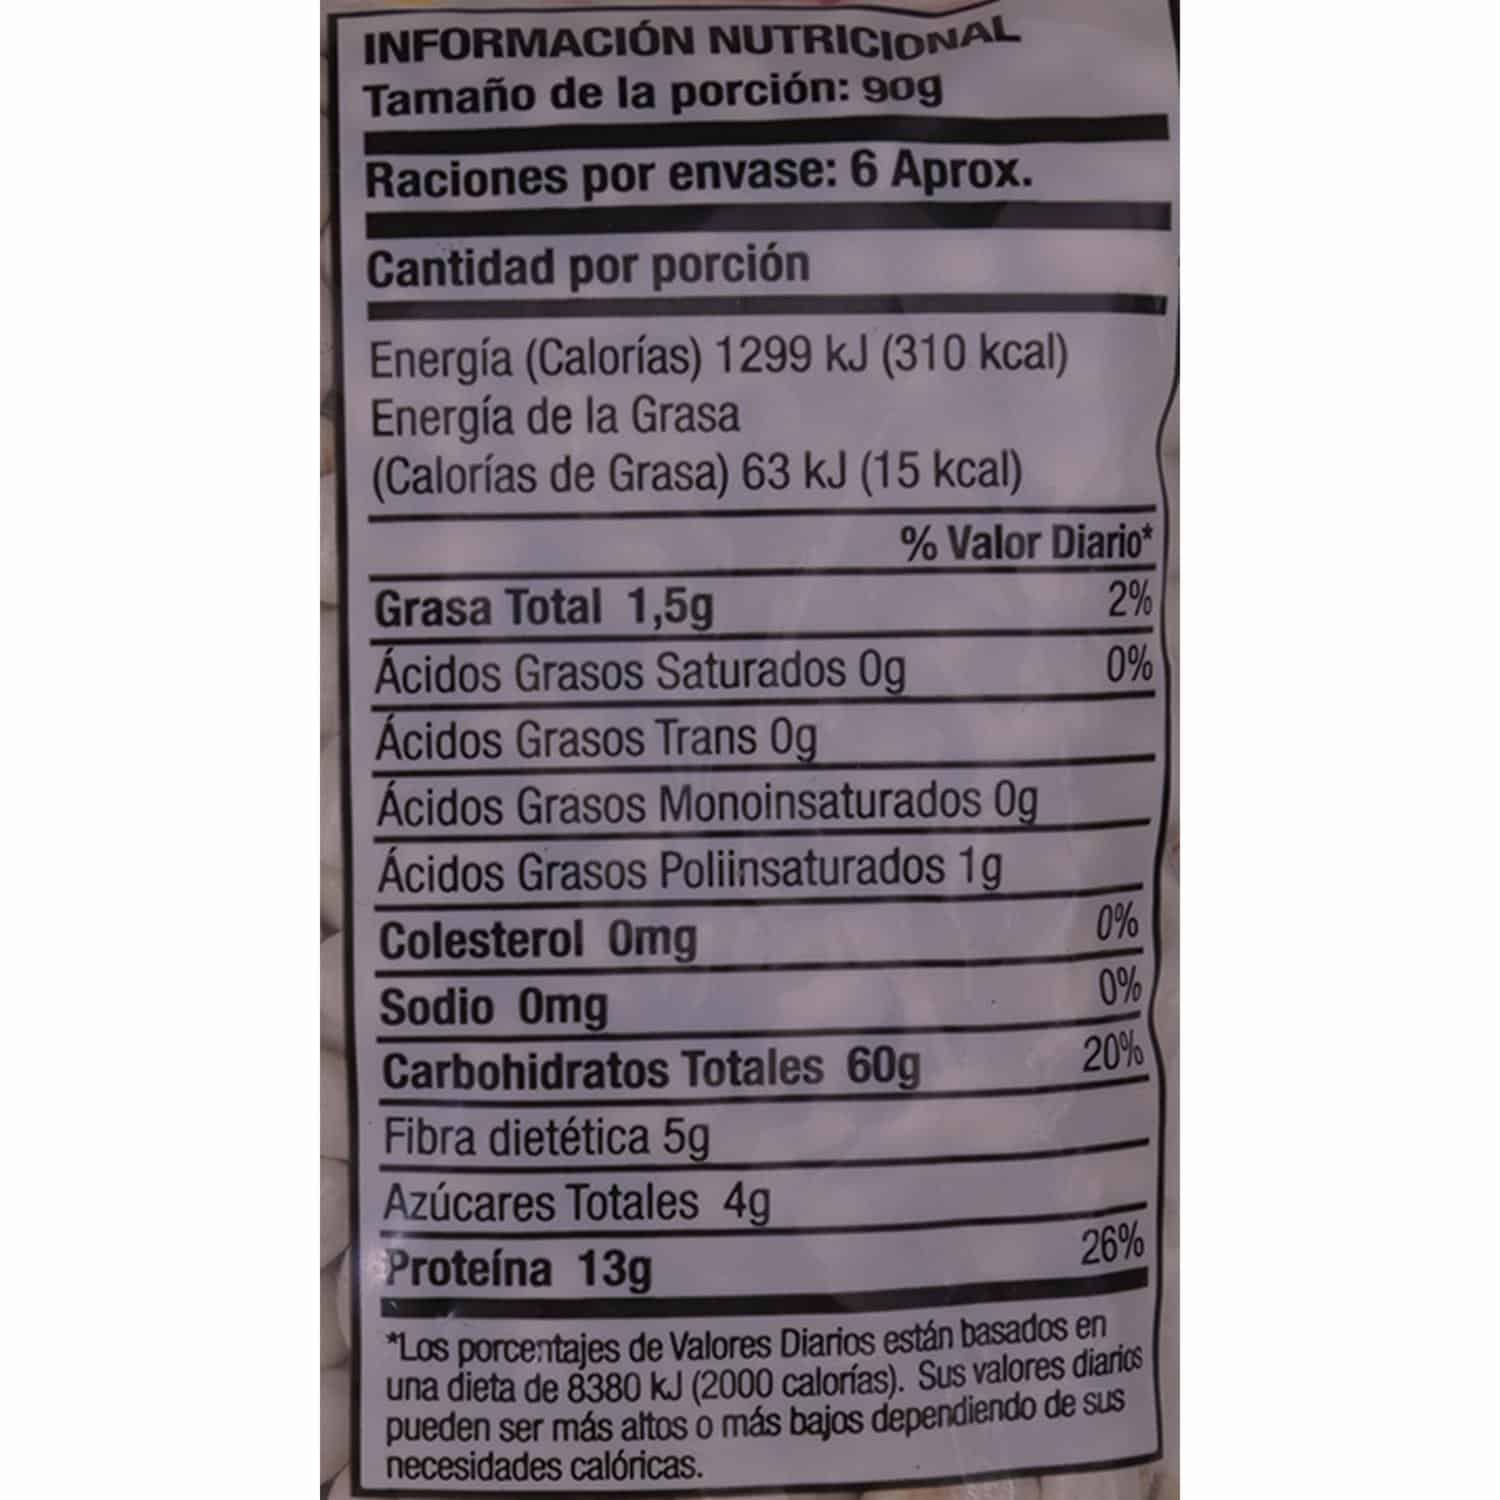 INFORMACIÓN NUTRICIONAL
Tamaño de la porción: 90g
Raciones por envase: 6 Aprox.
Cantidad por porción
Energía (Calorías) 1299 kJ (310 kcal)
Energía de la Grasa
(Calorías de Grasa) 63 kJ (15 kcal)
% Valor Diario*
Grasa Total 1,5g 2%
Ácidos Grasos Saturados 0g 0%
Ácidos Grasos Trans 0g
Ácidos Grasos Monoinsaturados 0g
Ácidos Grasos Poliinsaturados 1g
Colesterol 0mg 0%
Sodio 0mg 0%
Carbohidratos Totales 60g 20%
Fibra dietética 5g
Azúcares Totales 4g
Proteína 13g 26%
*Los porcentajes de Valores Diarios están basados en
una dieta de 8380 kJ (2000 calorías). Sus valores diarios
pueden ser más altos o más bajos dependiendo de sus
necesidades calóricas.